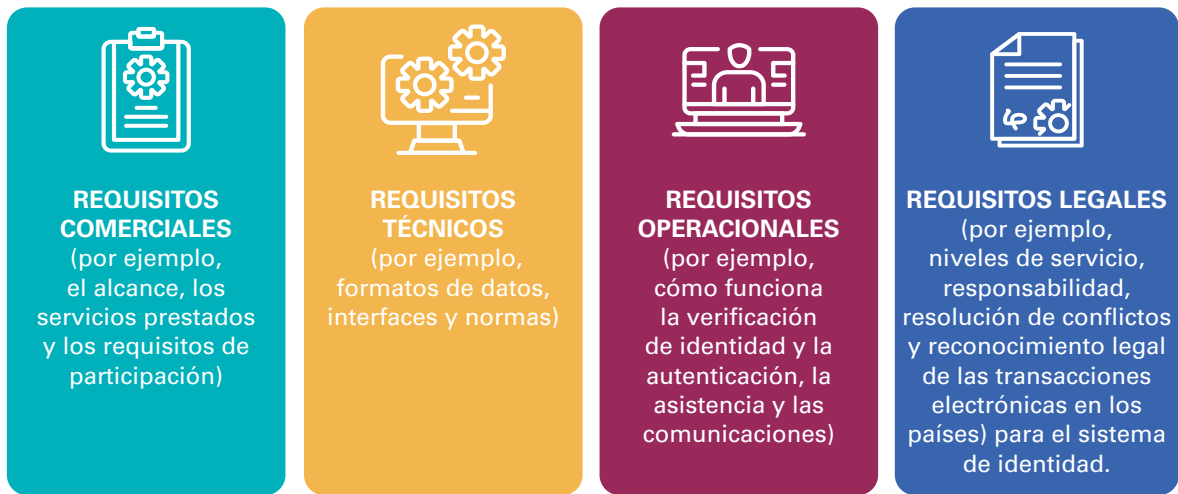 REQUISITOS
COMERCIALES
(por ejemplo,
el alcance, los
servicios prestados
y los requisitos de
participación)
REQUISITOS
TÉCNICOS
(por ejemplo,
formatos de datos,
interfaces y normas)
REQUISITOS
OPERACIONALES
(por ejemplo,
cómo funciona
la verificación
de identidad y la
autenticación, la
asistencia y las
comunicaciones)
REQUISITOS LEGALES
(por ejemplo,
niveles de servicio,
responsabilidad,
resolución de conflictos
y reconocimiento legal
de las transacciones
electrónicas en los
países) para el sistema
de identidad.